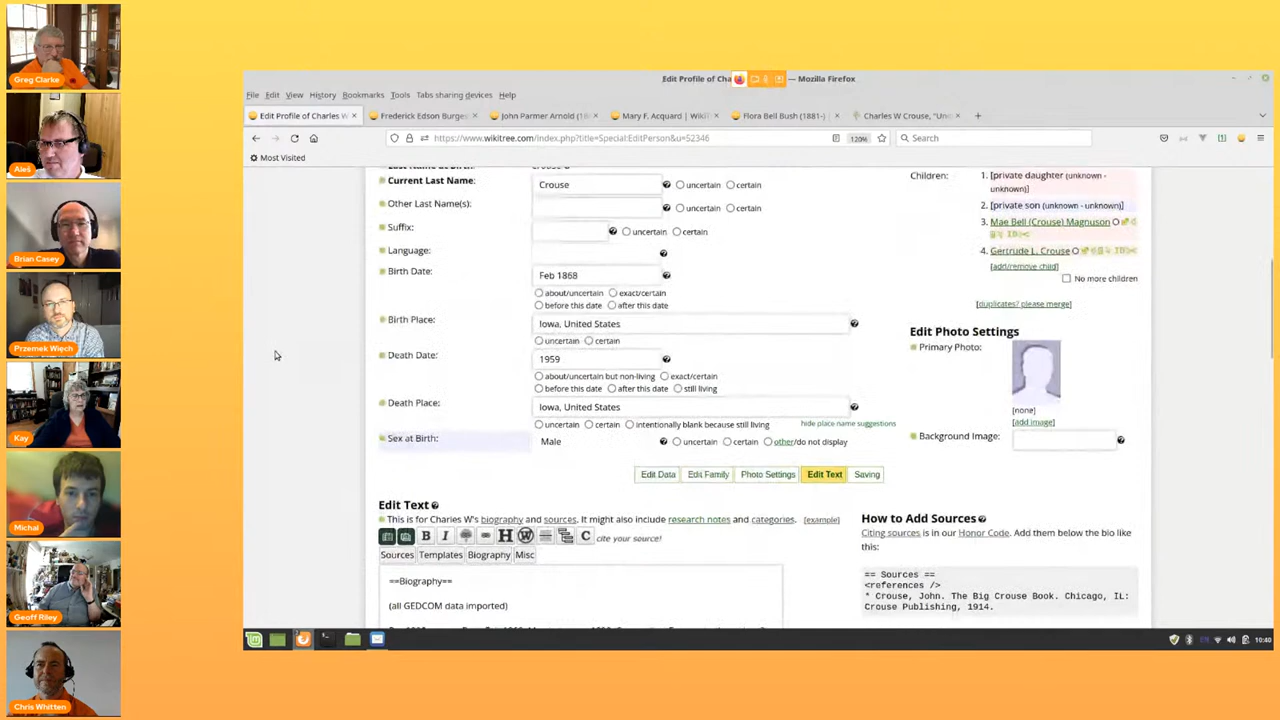 Greg Clarke
Aleš
Brian Casey
Przemek Więch
Kay
Michal
Geoff Riley
Chris Whitten
Edit Profile of Cha — Mozilla Firefox
File Edit View History Bookmarks Tools Tabs sharing devices Help
Edit Profile of Charles W × Frederick Edson Burges × John Parmer Arnold (18 × Mary F. Acquard | WikiT × Flora Bell Bush (1881-) | × Charles W Crouse, "Un × +
https://www.wikitree.com/index.php?title=Special:EditPerson&u=52346 120% Search
Most Visited
Current Last Name: Crouse uncertain certain
Other Last Name(s): uncertain certain
Suffix: uncertain certain
Language:
Birth Date: Feb 1868
about/uncertain exact/certain
before this date after this date
Birth Place: Iowa, United States
uncertain certain
Death Date: 1959
about/uncertain but non-living exact/certain
before this date after this date still living
Death Place: Iowa, United States
uncertain certain intentionally blank because still living hide place name suggestions
Sex at Birth: Male uncertain certain other/do not display
Children: 1. [private daughter (unknown -
unknown)]
2. [private son (unknown - unknown)]
3. Mae Bell (Crouse) Magnuson
4. Gertrude L. Crouse
[add/remove child]
No more children
[duplicates? please merge]
Edit Photo Settings
Primary Photo:
[none]
[add image]
Background Image:
Edit Data Edit Family Photo Settings Edit Text Saving
Edit Text
This is for Charles W's biography and sources. It might also include research notes and categories. [example]
B I H W C cite your source!
Sources Templates Biography Misc
==Biography==
(all GEDCOM data imported)
How to Add Sources
Citing sources is in our Honor Code. Add them below the bio like
this:
== Sources ==
<references />
* Crouse, John. The Big Crouse Book. Chicago, IL:
Crouse Publishing, 1914.
10:40